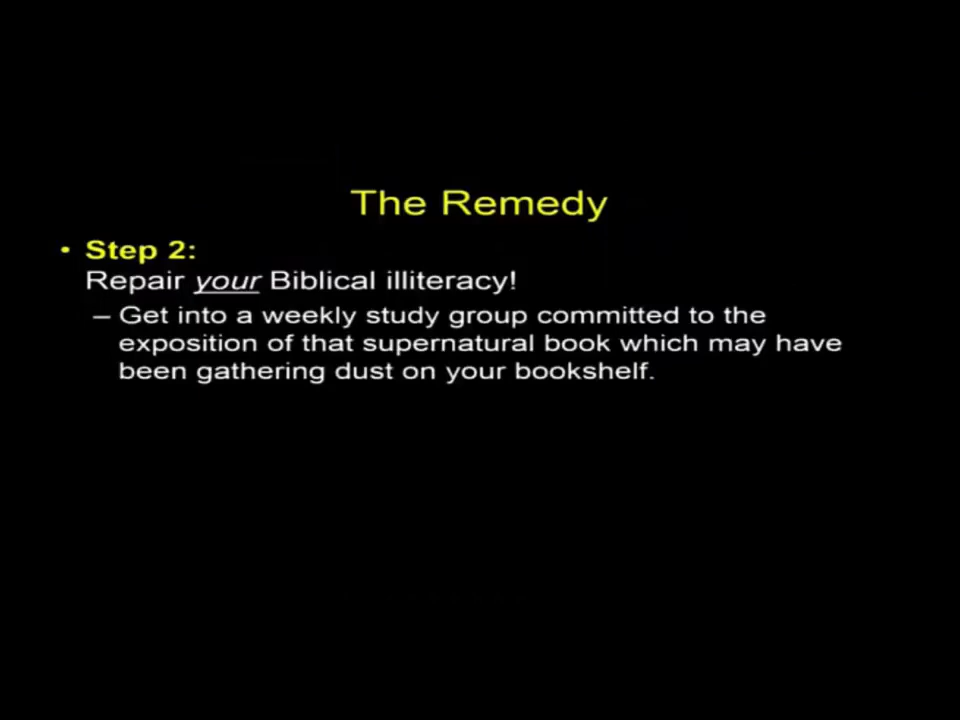 The Remedy
• Step 2:
Repair your Biblical illiteracy!
– Get into a weekly study group committed to the
exposition of that supernatural book which may have
been gathering dust on your bookshelf.